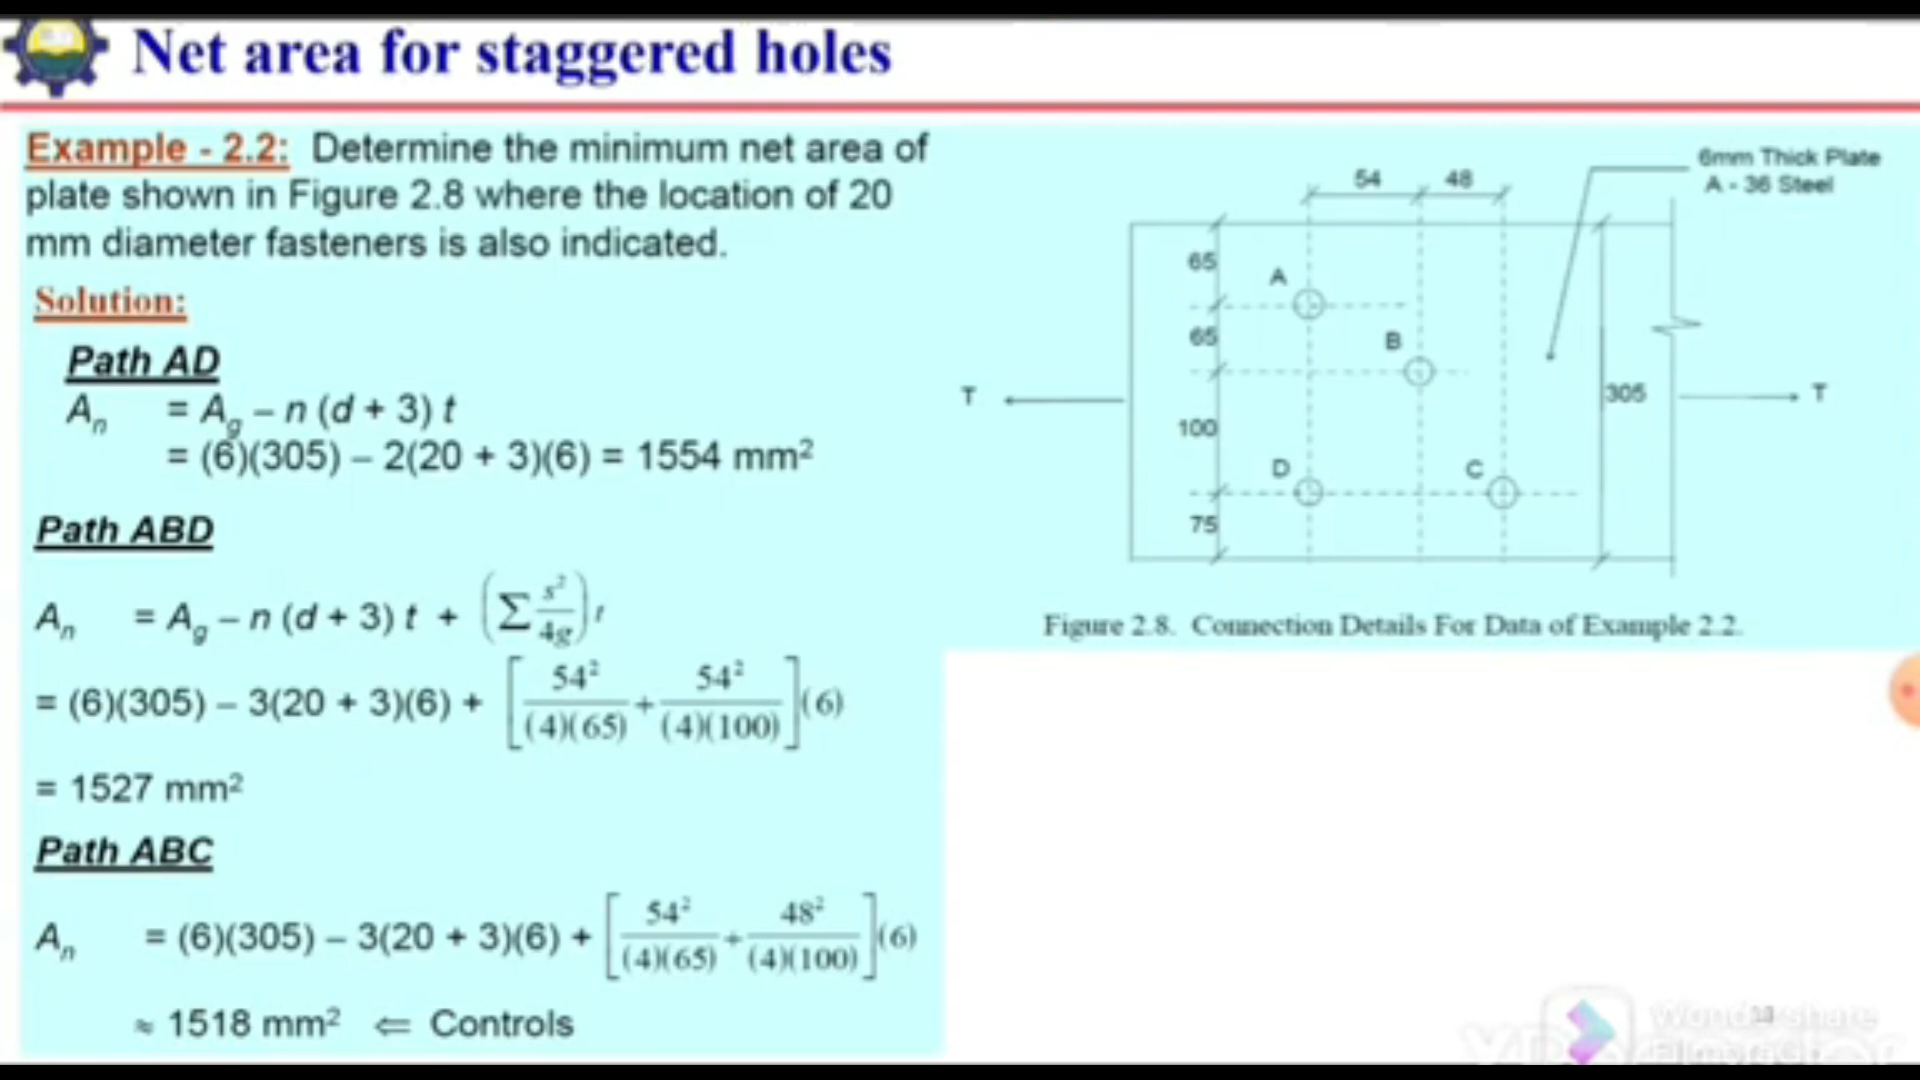 Net area for staggered holes
Example - 2.2: Determine the minimum net area of
plate shown in Figure 2.8 where the location of 20
mm diameter fasteners is also indicated.
Solution:
Path AD
Aₙ = A_g – n (d + 3) t
= (6)(305) – 2(20 + 3)(6) = 1554 mm²
Path ABD
Aₙ = A_g – n (d + 3) t + (Σ s²/4g) t
= (6)(305) – 3(20 + 3)(6) + [54²/(4)(65) + 54²/(4)(100)](6)
= 1527 mm²
Path ABC
Aₙ = (6)(305) – 3(20 + 3)(6) + [54²/(4)(65) + 48²/(4)(100)](6)
≈ 1518 mm² ⇐ Controls
6mm Thick Plate
A - 36 Steel
54 48
65
A
65
B
T
305
T
100
D
C
75
Figure 2.8. Connection Details For Data of Example 2.2.
Wondershare